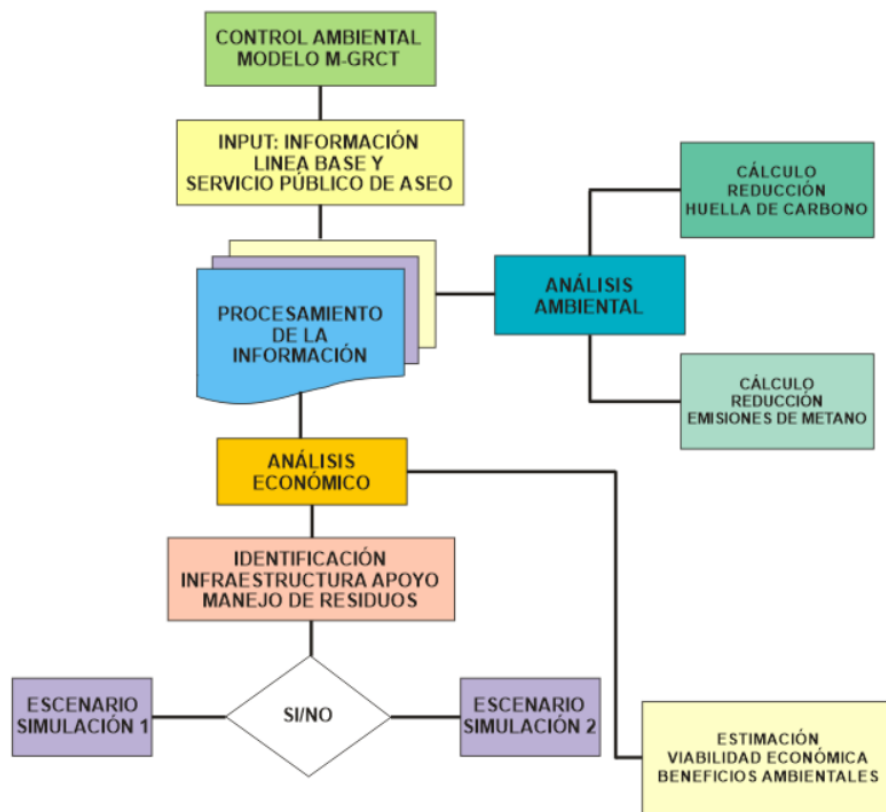 CONTROL AMBIENTAL
MODELO M-GRCT
INPUT: INFORMACIÓN
LINEA BASE Y
SERVICIO PÚBLICO DE ASEO
CÁLCULO
REDUCCIÓN
HUELLA DE CARBONO
PROCESAMIENTO
DE LA
INFORMACIÓN
ANÁLISIS
AMBIENTAL
CÁLCULO
REDUCCIÓN
EMISIONES DE METANO
ANÁLISIS
ECONÓMICO
IDENTIFICACIÓN
INFRAESTRUCTURA APOYO
MANEJO DE RESIDUOS
ESCENARIO
SIMULACIÓN 1
SI/NO
ESCENARIO
SIMULACIÓN 2
ESTIMACIÓN
VIABILIDAD ECONÓMICA
BENEFICIOS AMBIENTALES